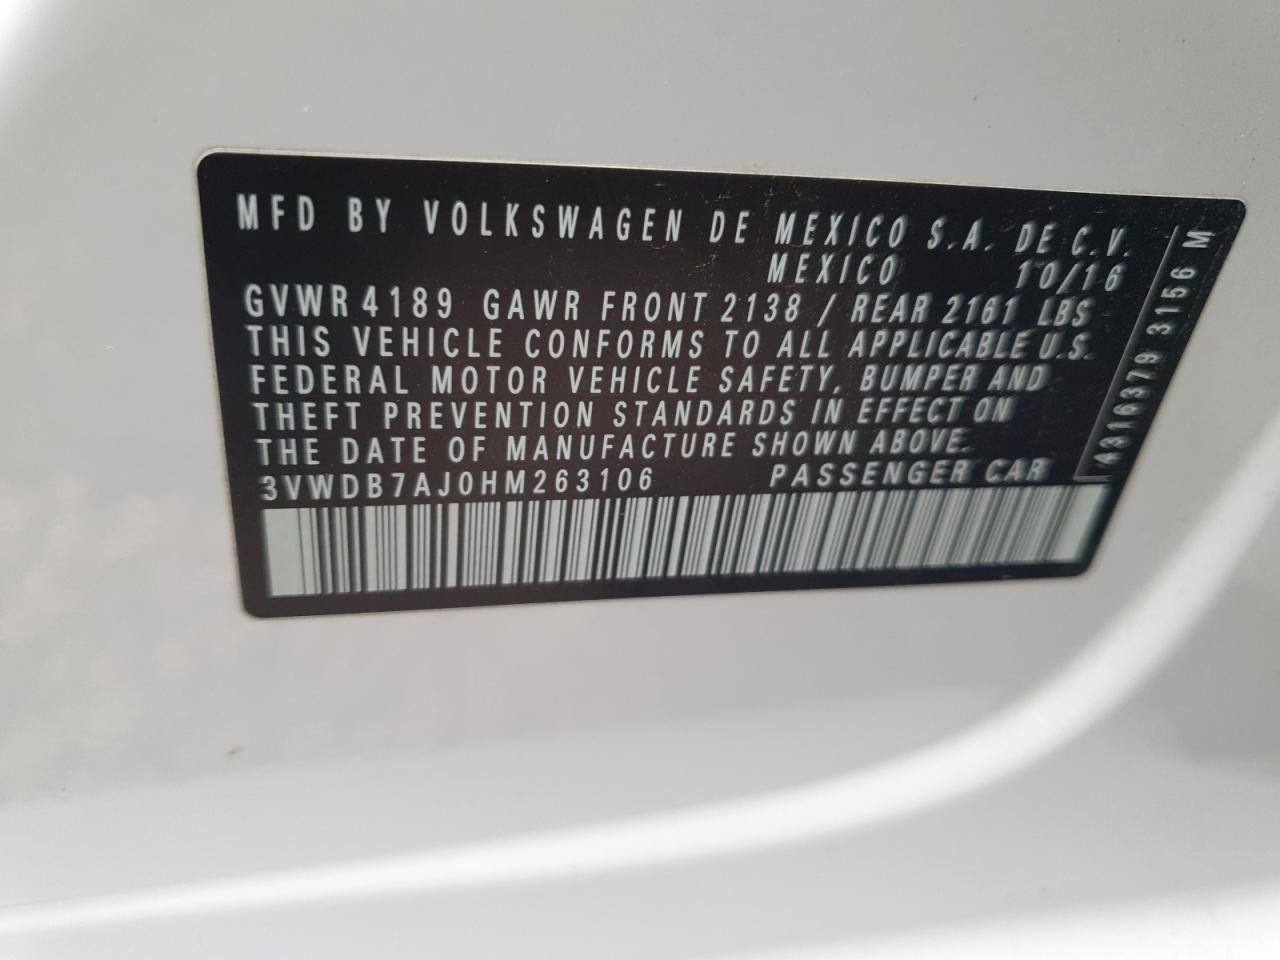 MFD BY VOLKSWAGEN DE MEXICO S.A. DE C.V.
MEXICO 10/16
GVWR 4189 GAWR FRONT 2138 / REAR 2161 LBS
THIS VEHICLE CONFORMS TO ALL APPLICABLE U.S.
FEDERAL MOTOR VEHICLE SAFETY, BUMPER AND
THEFT PREVENTION STANDARDS IN EFFECT ON
THE DATE OF MANUFACTURE SHOWN ABOVE.
3VWDB7AJ0HM263106 PASSENGER CAR
A316379 3156 M